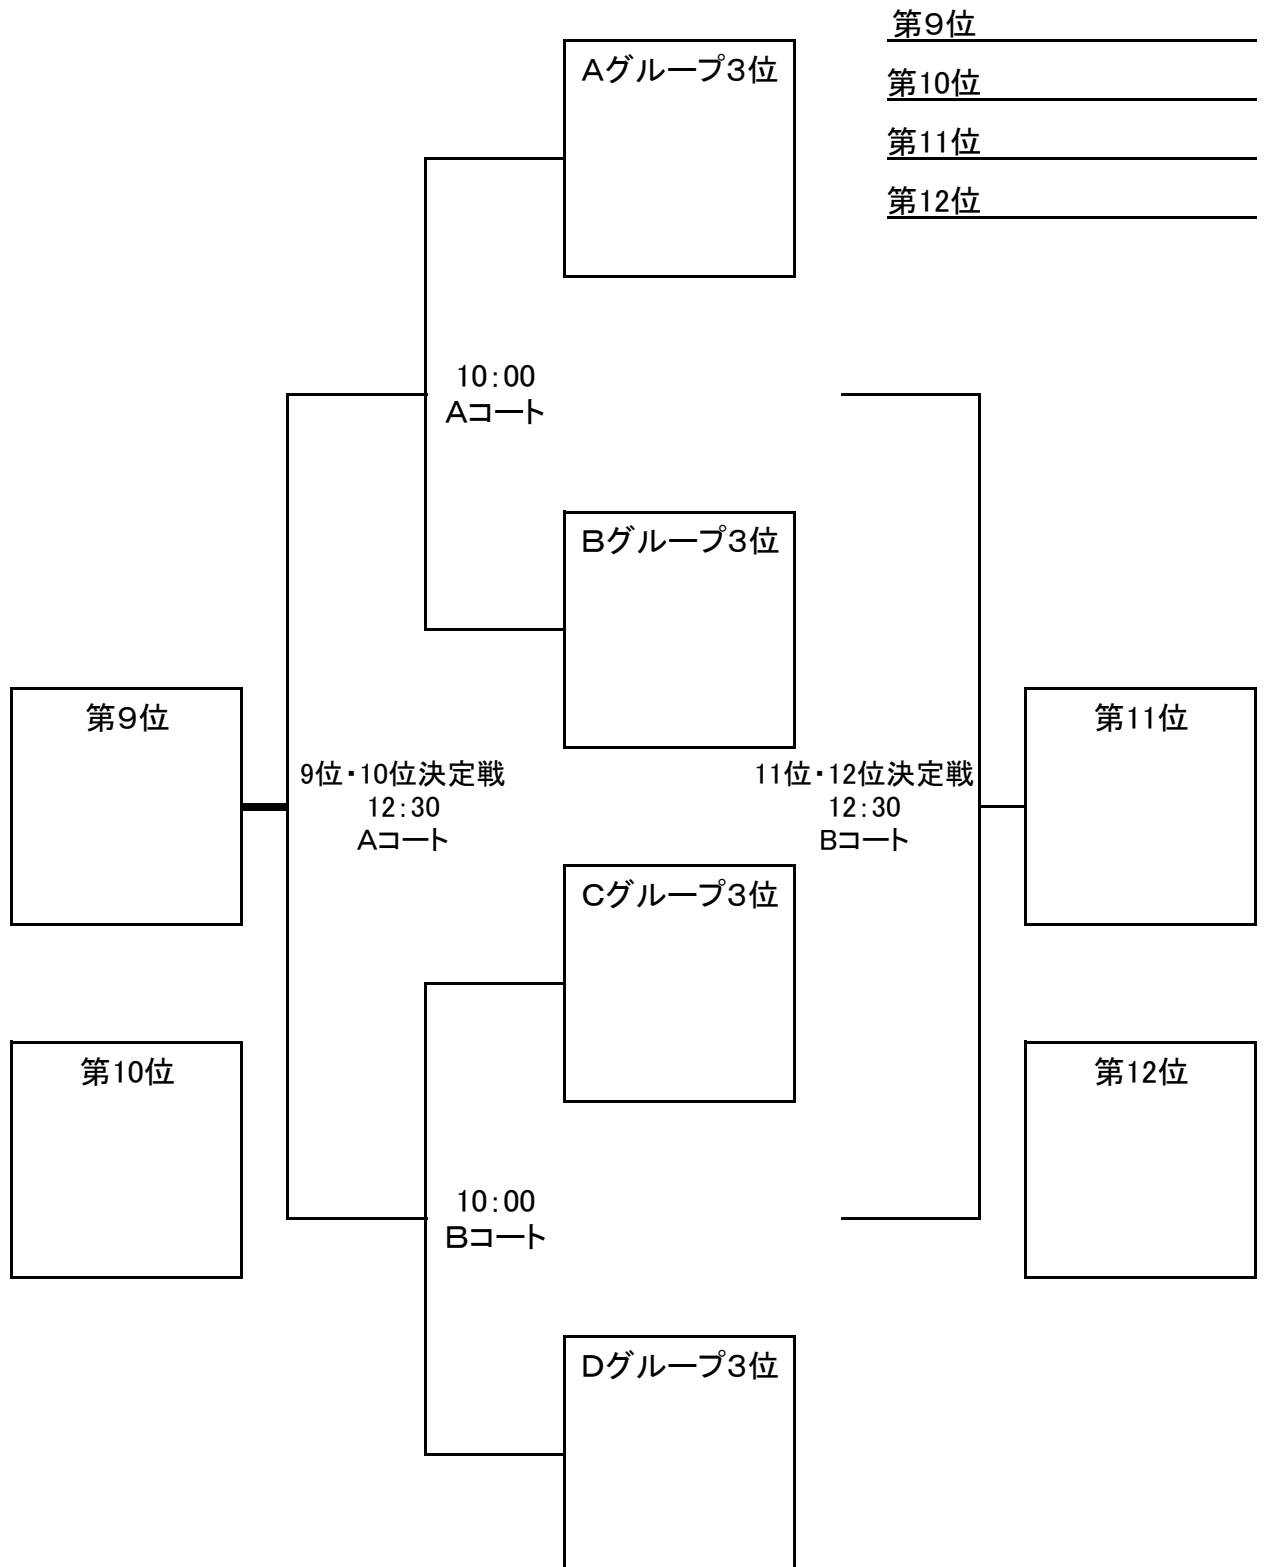 第９位
Ａグループ３位
第10位
第11位
第12位
10：00
Ａコート
Ｂグループ３位
第９位
第11位
9位・10位決定戦
12：30
Ａコート
11位・12位決定戦
12：30
Ｂコート
Ｃグループ３位
第10位
第12位
10：00
Ｂコート
Ｄグループ３位